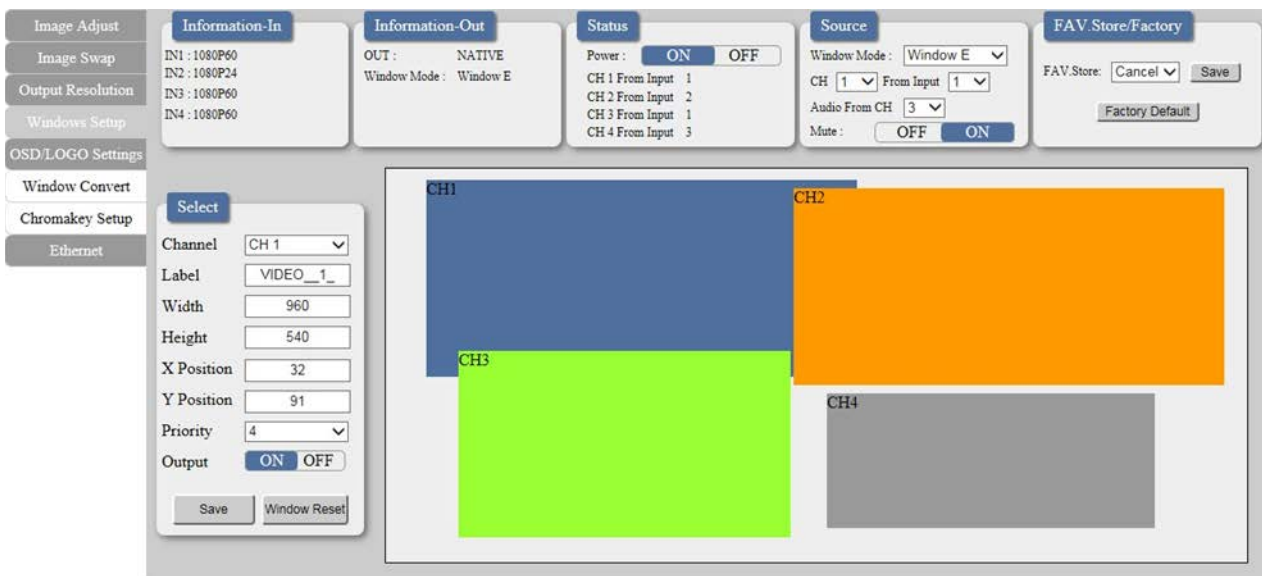 Image Adjust
Image Swap
Output Resolution
Windows Setup
OSD/LOGO Settings
Window Convert
Chromakey Setup
Ethernet
Information-In
IN1 : 1080P60
IN2 : 1080P24
IN3 : 1080P60
IN4 : 1080P60
Information-Out
OUT : NATIVE
Window Mode : Window E
Status
Power : ON OFF
CH 1 From Input 1
CH 2 From Input 2
CH 3 From Input 1
CH 4 From Input 3
Source
Window Mode : Window E
CH 1 From Input 1
Audio From CH 3
Mute : OFF ON
FAV.Store/Factory
FAV.Store: Cancel Save
Factory Default
Select
Channel CH 1
Label VIDEO__1_
Width 960
Height 540
X Position 32
Y Position 91
Priority 4
Output ON OFF
Save Window Reset
CH1
CH2
CH3
CH4